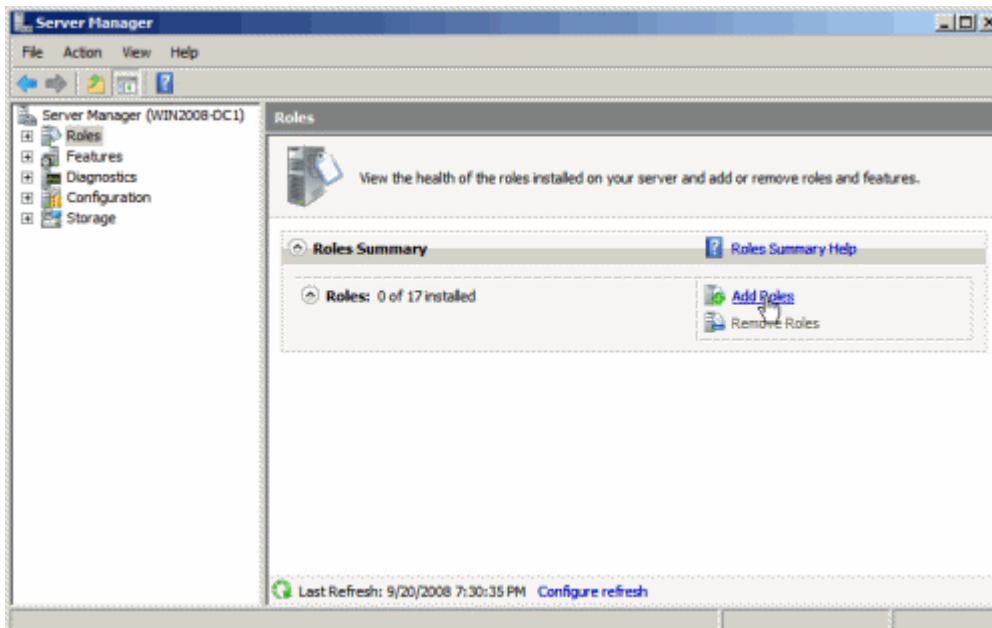 Server Manager
File Action View Help
Server Manager (WIN2008-DC1)
Roles
Features
Diagnostics
Configuration
Storage
Roles
View the health of the roles installed on your server and add or remove roles and features.
Roles Summary
Roles Summary Help
Roles: 0 of 17 installed
Add Roles
Remove Roles
Last Refresh: 9/20/2008 7:30:35 PM Configure refresh